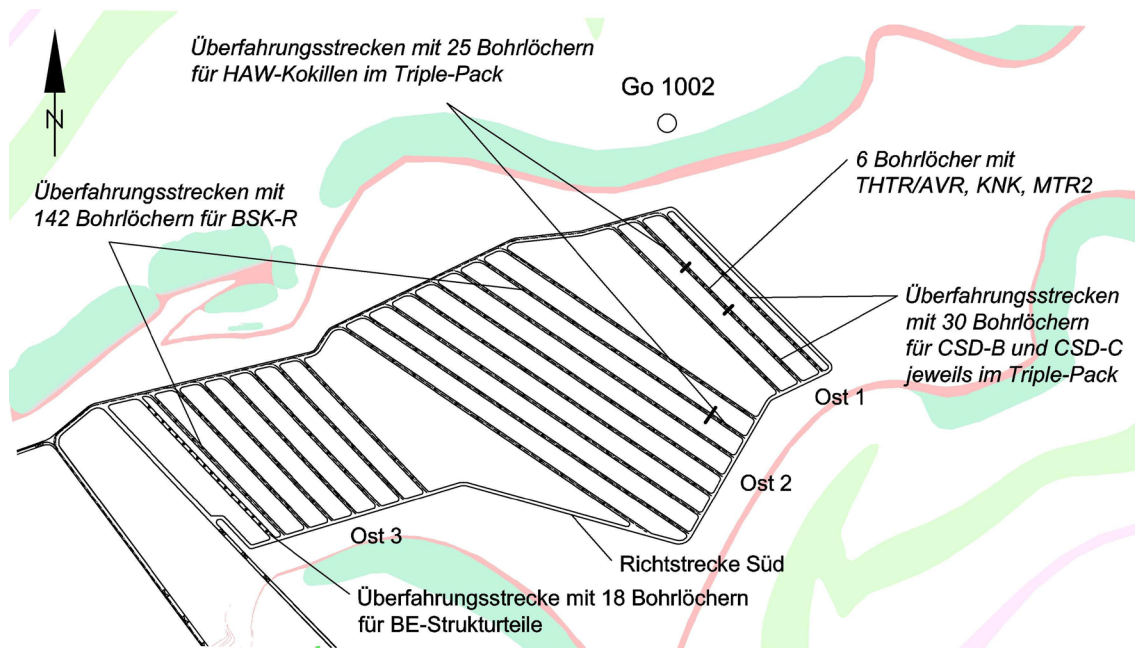 Überfahrungsstrecken mit 25 Bohrlöchern
für HAW-Kokillen im Triple-Pack
N
Go 1002
6 Bohrlöcher mit
THTR/AVR, KNK, MTR2
Überfahrungsstrecken mit
142 Bohrlöchern für BSK-R
Überfahrungsstrecken
mit 30 Bohrlöchern
für CSD-B und CSD-C
jeweils im Triple-Pack
Ost 1
Ost 2
Ost 3
Richtstrecke Süd
Überfahrungsstrecke mit 18 Bohrlöchern
für BE-Strukturteile